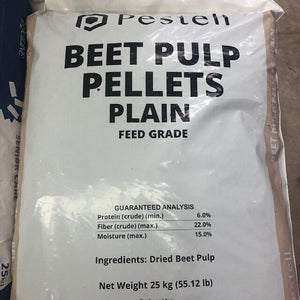 Pestell
BEET PULP
PELLETS
PLAIN
FEED GRADE
GUARANTEED ANALYSIS
Protein (crude) (min.) 6.0%
Fiber (crude) (max.) 22.0%
Moisture (max.) 15.0%
Ingredients: Dried Beet Pulp
Net Weight 25 kg (55.12 lb)